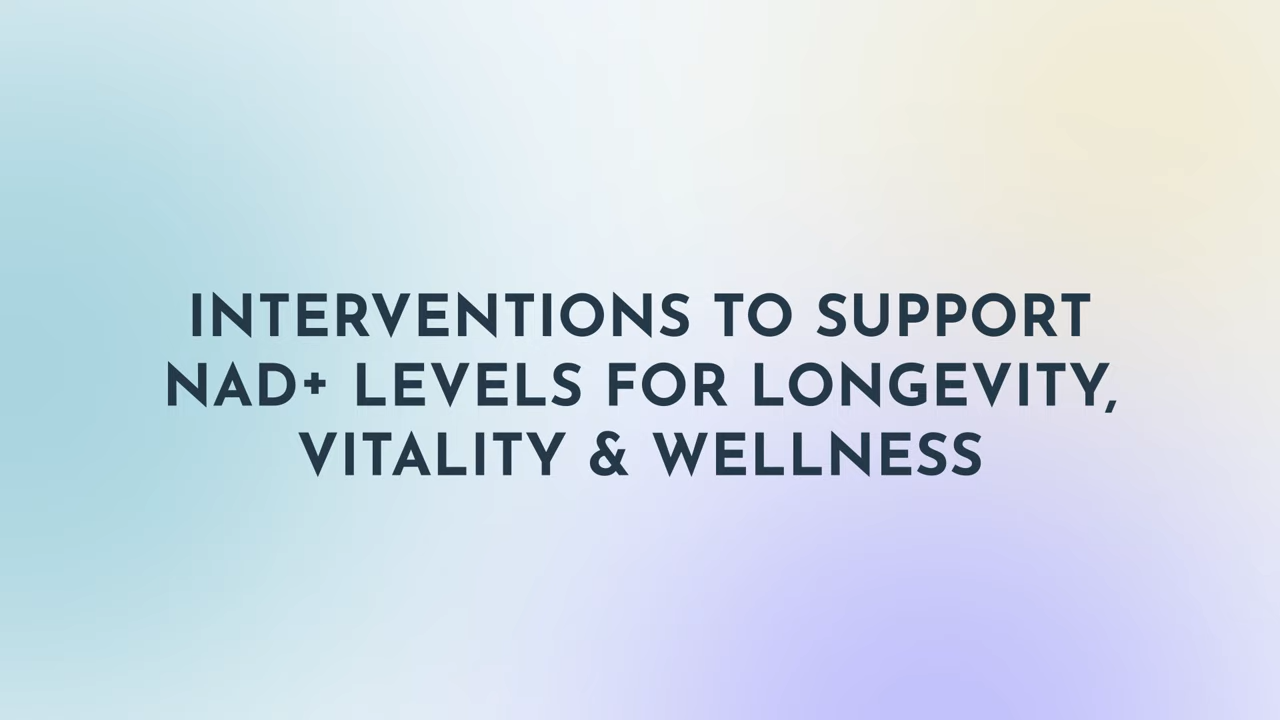 INTERVENTIONS TO SUPPORT
NAD+ LEVELS FOR LONGEVITY,
VITALITY & WELLNESS